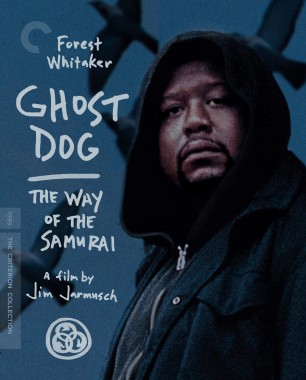 Forest
Whitaker
GHOST
DOG
THE WAY
OF THE
SAMURAI
A film by
Jim Jarmusch
THE CRITERION COLLECTION